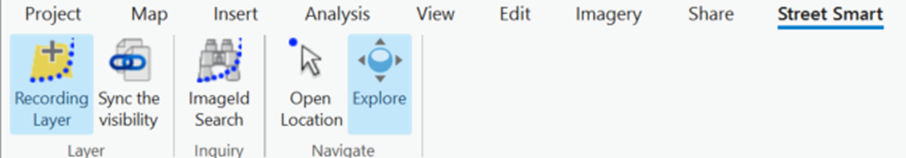 Project Map Insert Analysis View Edit Imagery Share Street Smart
Recording Sync the ImageId Open Explore
Layer visibility Search Location
Layer Inquiry Navigate